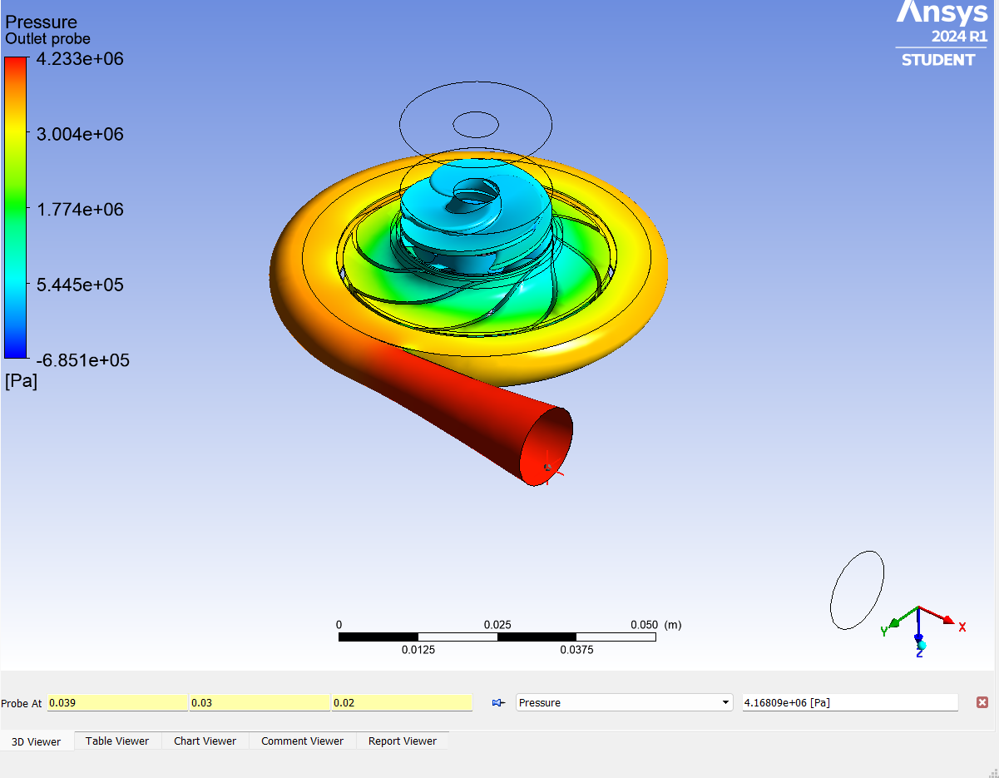 Pressure
Outlet probe
4.233e+06
3.004e+06
1.774e+06
5.445e+05
-6.851e+05
[Pa]
Ansys
2024 R1
STUDENT
0 0.025 0.050 (m)
0.0125 0.0375
X
Y
Z
Probe At 0.039 0.03 0.02 Pressure 4.16809e+06 [Pa]
3D Viewer Table Viewer Chart Viewer Comment Viewer Report Viewer